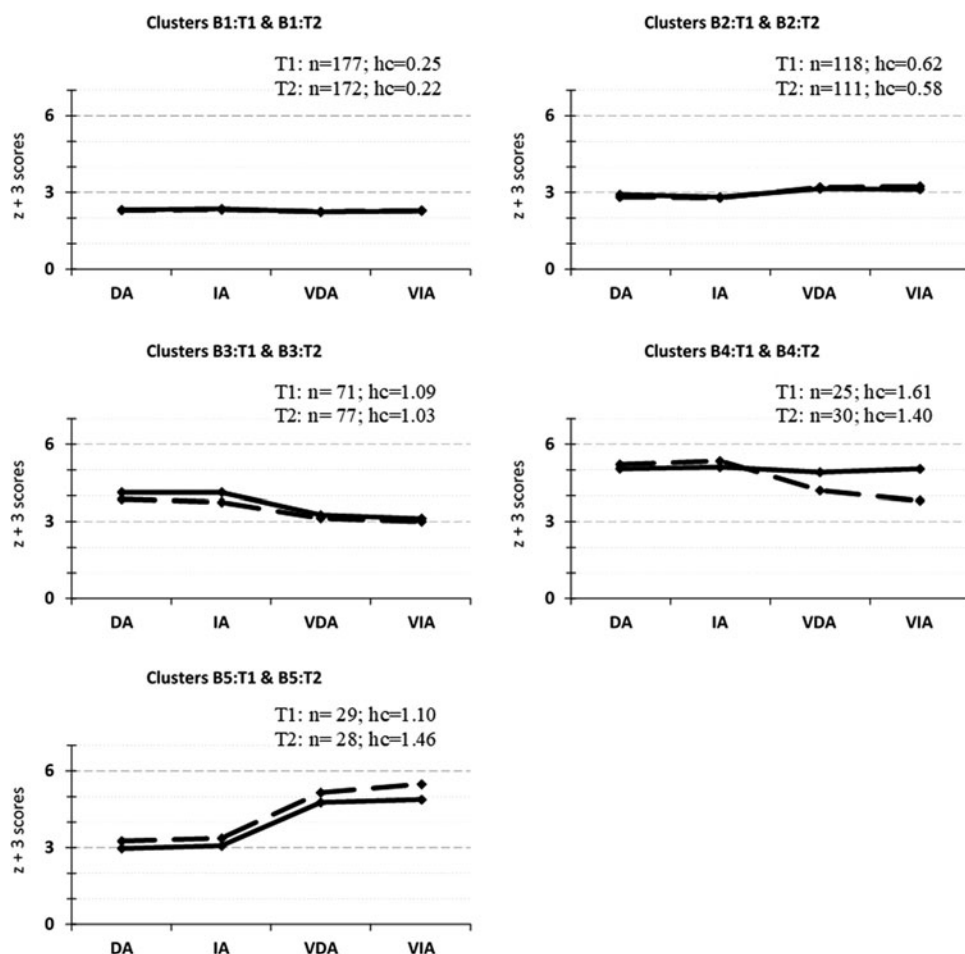 Clusters B1:T1 & B1:T2
T1: n=177; hc=0.25
T2: n=172; hc=0.22
z + 3 scores
6
3
0
DA IA VDA VIA
Clusters B2:T1 & B2:T2
T1: n=118; hc=0.62
T2: n=111; hc=0.58
z + 3 scores
6
3
0
DA IA VDA VIA
Clusters B3:T1 & B3:T2
T1: n= 71; hc=1.09
T2: n= 77; hc=1.03
z + 3 scores
6
3
0
DA IA VDA VIA
Clusters B4:T1 & B4:T2
T1: n=25; hc=1.61
T2: n=30; hc=1.40
z + 3 scores
6
3
0
DA IA VDA VIA
Clusters B5:T1 & B5:T2
T1: n= 29; hc=1.10
T2: n= 28; hc=1.46
z + 3 scores
6
3
0
DA IA VDA VIA